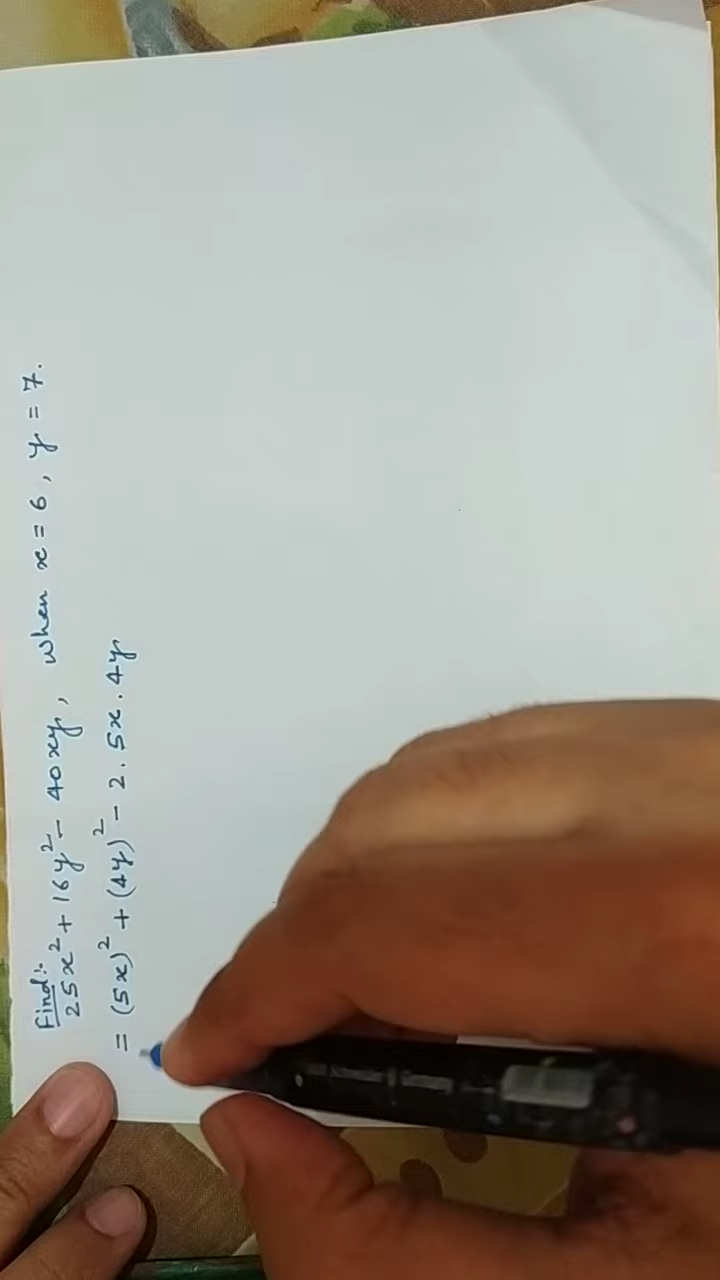 Find:-
25x² + 16y² - 40xy, when x = 6, y = 7.
= (5x)² + (4y)² - 2.5x.4y